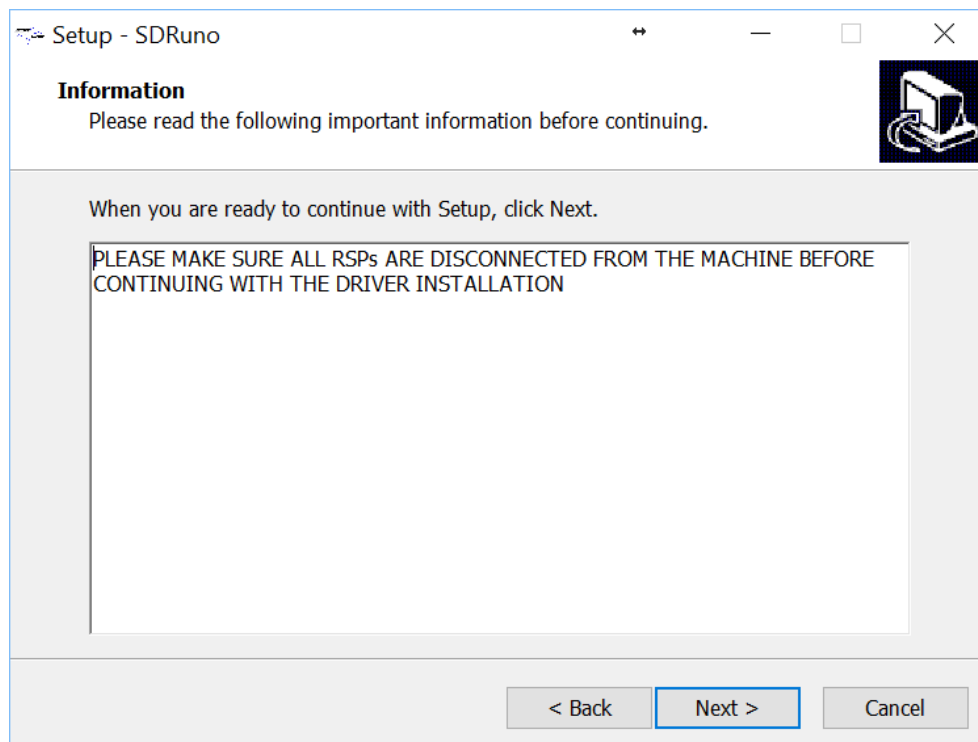 Setup - SDRuno
Information
Please read the following important information before continuing.
When you are ready to continue with Setup, click Next.
PLEASE MAKE SURE ALL RSPs ARE DISCONNECTED FROM THE MACHINE BEFORE
CONTINUING WITH THE DRIVER INSTALLATION
< Back
Next >
Cancel